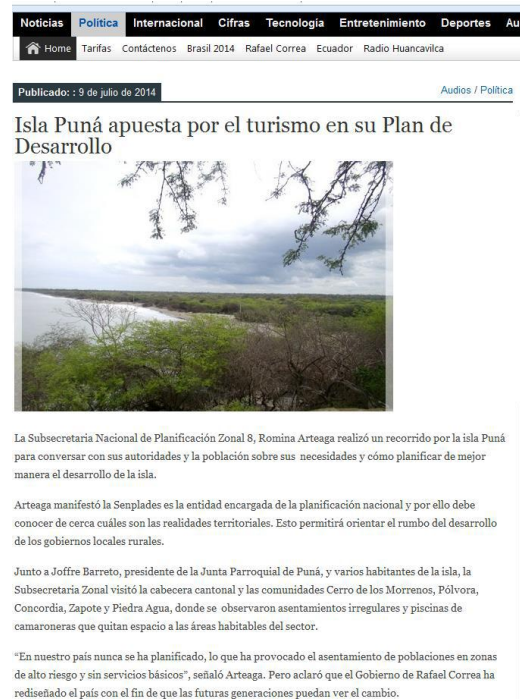 Noticias Política Internacional Cifras Tecnología Entretenimiento Deportes Au
Home Tarifas Contáctenos Brasil 2014 Rafael Correa Ecuador Radio Huancavilca
Publicado: : 9 de julio de 2014
Audios / Política
Isla Puná apuesta por el turismo en su Plan de
Desarrollo
La Subsecretaria Nacional de Planificación Zonal 8, Romina Arteaga realizó un recorrido por la isla Puná
para conversar con sus autoridades y la población sobre sus necesidades y cómo planificar de mejor
manera el desarrollo de la isla.
Arteaga manifestó la Senplades es la entidad encargada de la planificación nacional y por ello debe
conocer de cerca cuáles son las realidades territoriales. Esto permitirá orientar el rumbo del desarrollo
de los gobiernos locales rurales.
Junto a Joffre Barreto, presidente de la Junta Parroquial de Puná, y varios habitantes de la isla, la
Subsecretaria Zonal visitó la cabecera cantonal y las comunidades Cerro de los Morrenos, Pólvora,
Concordia, Zapote y Piedra Agua, donde se observaron asentamientos irregulares y piscinas de
camaroneras que quitan espacio a las áreas habitables del sector.
“En nuestro país nunca se ha planificado, lo que ha provocado el asentamiento de poblaciones en zonas
de alto riesgo y sin servicios básicos”, señaló Arteaga. Pero aclaró que el Gobierno de Rafael Correa ha
rediseñado el país con el fin de que las futuras generaciones puedan ver el cambio.